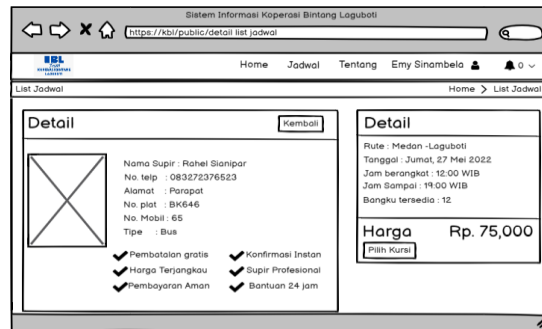 Sistem Informasi Koperasi Bintang Laguboti
https://kbl/public/detail list jadwal
KBL
Home Jadwal Tentang Emy Sinambela 0
List Jadwal
Home > List Jadwal
Detail
Kembali
Nama Supir : Rahel Sianipar
No. telp : 083272376523
Alamat : Parapat
No. plat : BK646
No. Mobil : 65
Tipe : Bus
Pembatalan gratis
Konfirmasi Instan
Harga Terjangkau
Supir Profesional
Pembayaran Aman
Bantuan 24 jam
Detail
Rute : Medan -Laguboti
Tanggal : Jumat, 27 Mei 2022
Jam berangkat : 12:00 WIB
Jam Sampai : 19:00 WIB
Bangku tersedia : 12
Harga Rp. 75,000
Pilih Kursi